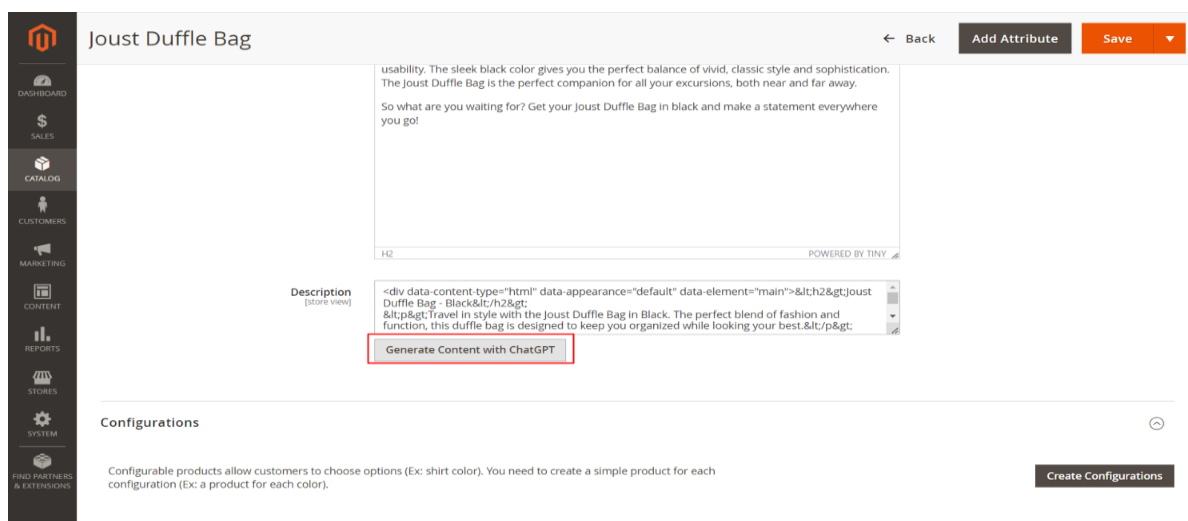 Joust Duffle Bag
← Back
Add Attribute
Save
DASHBOARD
SALES
CATALOG
CUSTOMERS
MARKETING
CONTENT
REPORTS
STORES
SYSTEM
FIND PARTNERS
& EXTENSIONS
usability. The sleek black color gives you the perfect balance of vivid, classic style and sophistication.
The Joust Duffle Bag is the perfect companion for all your excursions, both near and far away.
So what are you waiting for? Get your Joust Duffle Bag in black and make a statement everywhere
you go!
H2
POWERED BY TINY
Description
[store view]
<div data-content-type="html" data-appearance="default" data-element="main">&lt;h2&gt;Joust
Duffle Bag - Black&lt;/h2&gt;
&lt;p&gt;Travel in style with the Joust Duffle Bag in Black. The perfect blend of fashion and
function, this duffle bag is designed to keep you organized while looking your best.&lt;/p&gt;
Generate Content with ChatGPT
Configurations
Configurable products allow customers to choose options (Ex: shirt color). You need to create a simple product for each
configuration (Ex: a product for each color).
Create Configurations